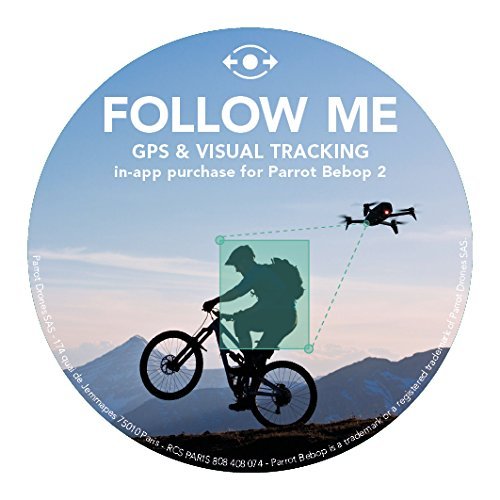 FOLLOW ME
GPS & VISUAL TRACKING
in-app purchase for Parrot Bebop 2
Parrot Drones SAS - 174 quai de Jemmapes 75010 Paris - RCS PARIS 808 408 074 - Parrot Bebop is a trademark or a registered trademark of Parrot Drones SAS.